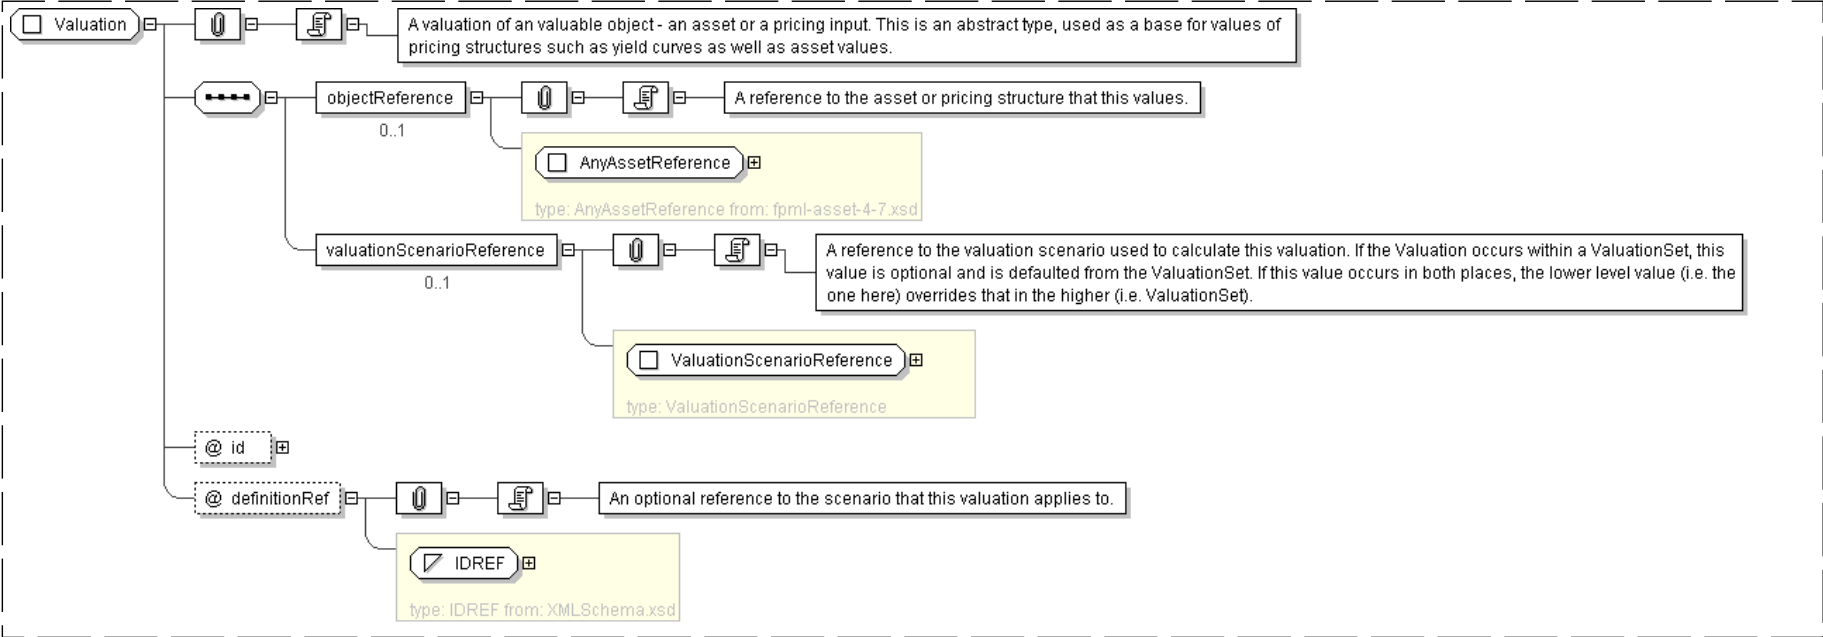 Valuation
A valuation of an valuable object - an asset or a pricing input. This is an abstract type, used as a base for values of
pricing structures such as yield curves as well as asset values.
objectReference
A reference to the asset or pricing structure that this values.
0..1
AnyAssetReference
type: AnyAssetReference from: fpml-asset-4-7.xsd
valuationScenarioReference
A reference to the valuation scenario used to calculate this valuation. If the Valuation occurs within a ValuationSet, this
value is optional and is defaulted from the ValuationSet. If this value occurs in both places, the lower level value (i.e. the
one here) overrides that in the higher (i.e. ValuationSet).
0..1
ValuationScenarioReference
type: ValuationScenarioReference
@ id
@ definitionRef
An optional reference to the scenario that this valuation applies to.
IDREF
type: IDREF from: XMLSchema.xsd